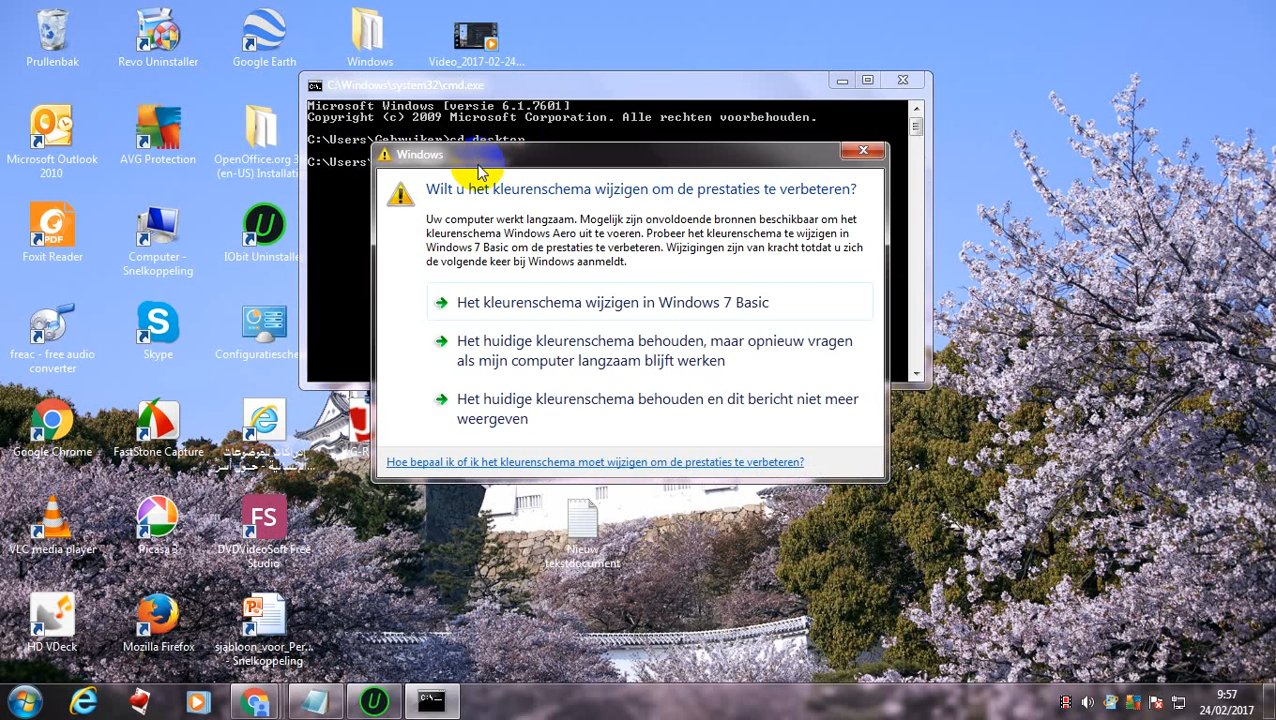 Prullenbak
Revo Uninstaller
Google Earth
Windows
Video_2017-02-24...
Microsoft Outlook
2010
AVG Protection
OpenOffice.org 3
(en-US) Installatio
Foxit Reader
Computer -
Snelkoppeling
IObit Uninstaller
freac - free audio
converter
Skype
Configuratiesche
Google Chrome
FastStone Capture
VLC media player
Picasa 3
FS
DVDVideoSoft Free
Studio
HD VDeck
Mozilla Firefox
sjabloon_voor_Per...
- Snelkoppeling
Nieuw
tekstdocument
C:\Windows\system32\cmd.exe
Microsoft Windows [versie 6.1.7601]
Copyright (c) 2009 Microsoft Corporation. Alle rechten voorbehouden.
C:\Users\Gebruiker>cd desktop
C:\Users\
Windows
Wilt u het kleurenschema wijzigen om de prestaties te verbeteren?
Uw computer werkt langzaam. Mogelijk zijn onvoldoende bronnen beschikbaar om het
kleurenschema Windows Aero uit te voeren. Probeer het kleurenschema te wijzigen in
Windows 7 Basic om de prestaties te verbeteren. Wijzigingen zijn van kracht totdat u zich
de volgende keer bij Windows aanmeldt.
Het kleurenschema wijzigen in Windows 7 Basic
Het huidige kleurenschema behouden, maar opnieuw vragen
als mijn computer langzaam blijft werken
Het huidige kleurenschema behouden en dit bericht niet meer
weergeven
Hoe bepaal ik of ik het kleurenschema moet wijzigen om de prestaties te verbeteren?
9:57
24/02/2017